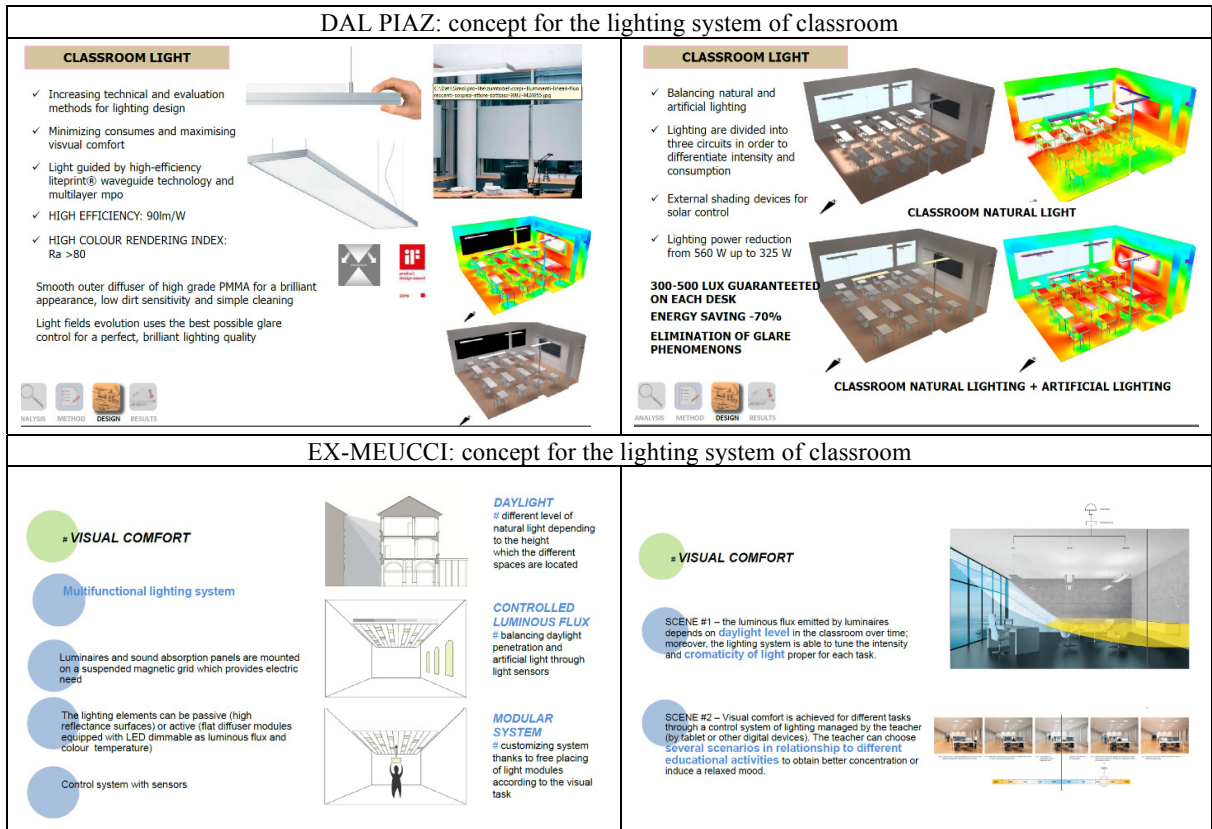 DAL PIAZ: concept for the lighting system of classroom
CLASSROOM LIGHT
✓ Increasing technical and evaluation
methods for lighting design
✓ Minimizing consumes and maximising
visvual comfort
✓ Light guided by high-efficiency
liteprint® waveguide technology and
multilayer mpo
✓ HIGH EFFICIENCY: 90lm/W
✓ HIGH COLOUR RENDERING INDEX:
Ra >80
Smooth outer diffuser of high grade PMMA for a brilliant
appearance, low dirt sensitivity and simple cleaning
Light fields evolution uses the best possible glare
control for a perfect, brilliant lighting quality
iF
product
design award
2016
ANALYSIS METHOD DESIGN RESULTS
CLASSROOM LIGHT
✓ Balancing natural and
artificial lighting
✓ Lighting are divided into
three circuits in order to
differentiate intensity and
consumption
✓ External shading devices for
solar control
✓ Lighting power reduction
from 560 W up to 325 W
300-500 LUX GUARANTEETED
ON EACH DESK
ENERGY SAVING -70%
ELIMINATION OF GLARE
PHENOMENONS
CLASSROOM NATURAL LIGHT
CLASSROOM NATURAL LIGHTING + ARTIFICIAL LIGHTING
ANALYSIS METHOD DESIGN RESULTS
EX-MEUCCI: concept for the lighting system of classroom
# VISUAL COMFORT
Multifunctional lighting system
Luminaires and sound absorption panels are mounted
on a suspended magnetic grid which provides electric
need
The lighting elements can be passive (high
reflectance surfaces) or active (flat diffuser modules
equipped with LED dimmable as luminous flux and
colour temperature)
Control system with sensors
DAYLIGHT
# different level of
natural light depending
to the height
which the different
spaces are located
CONTROLLED
LUMINOUS FLUX
# balancing daylight
penetration and
artificial light through
light sensors
MODULAR
SYSTEM
# customizing system
thanks to free placing
of light modules
according to the visual
task
# VISUAL COMFORT
SCENE #1 – the luminous flux emitted by luminaires
depends on daylight level in the classroom over time;
moreover, the lighting system is able to tune the intensity
and cromaticity of light proper for each task.
SCENE #2 – Visual comfort is achieved for different tasks
through a control system of lighting managed by the teacher
(by tablet or other digital devices). The teacher can choose
several scenarios in relationship to different
educational activities to obtain better concentration or
induce a relaxed mood.